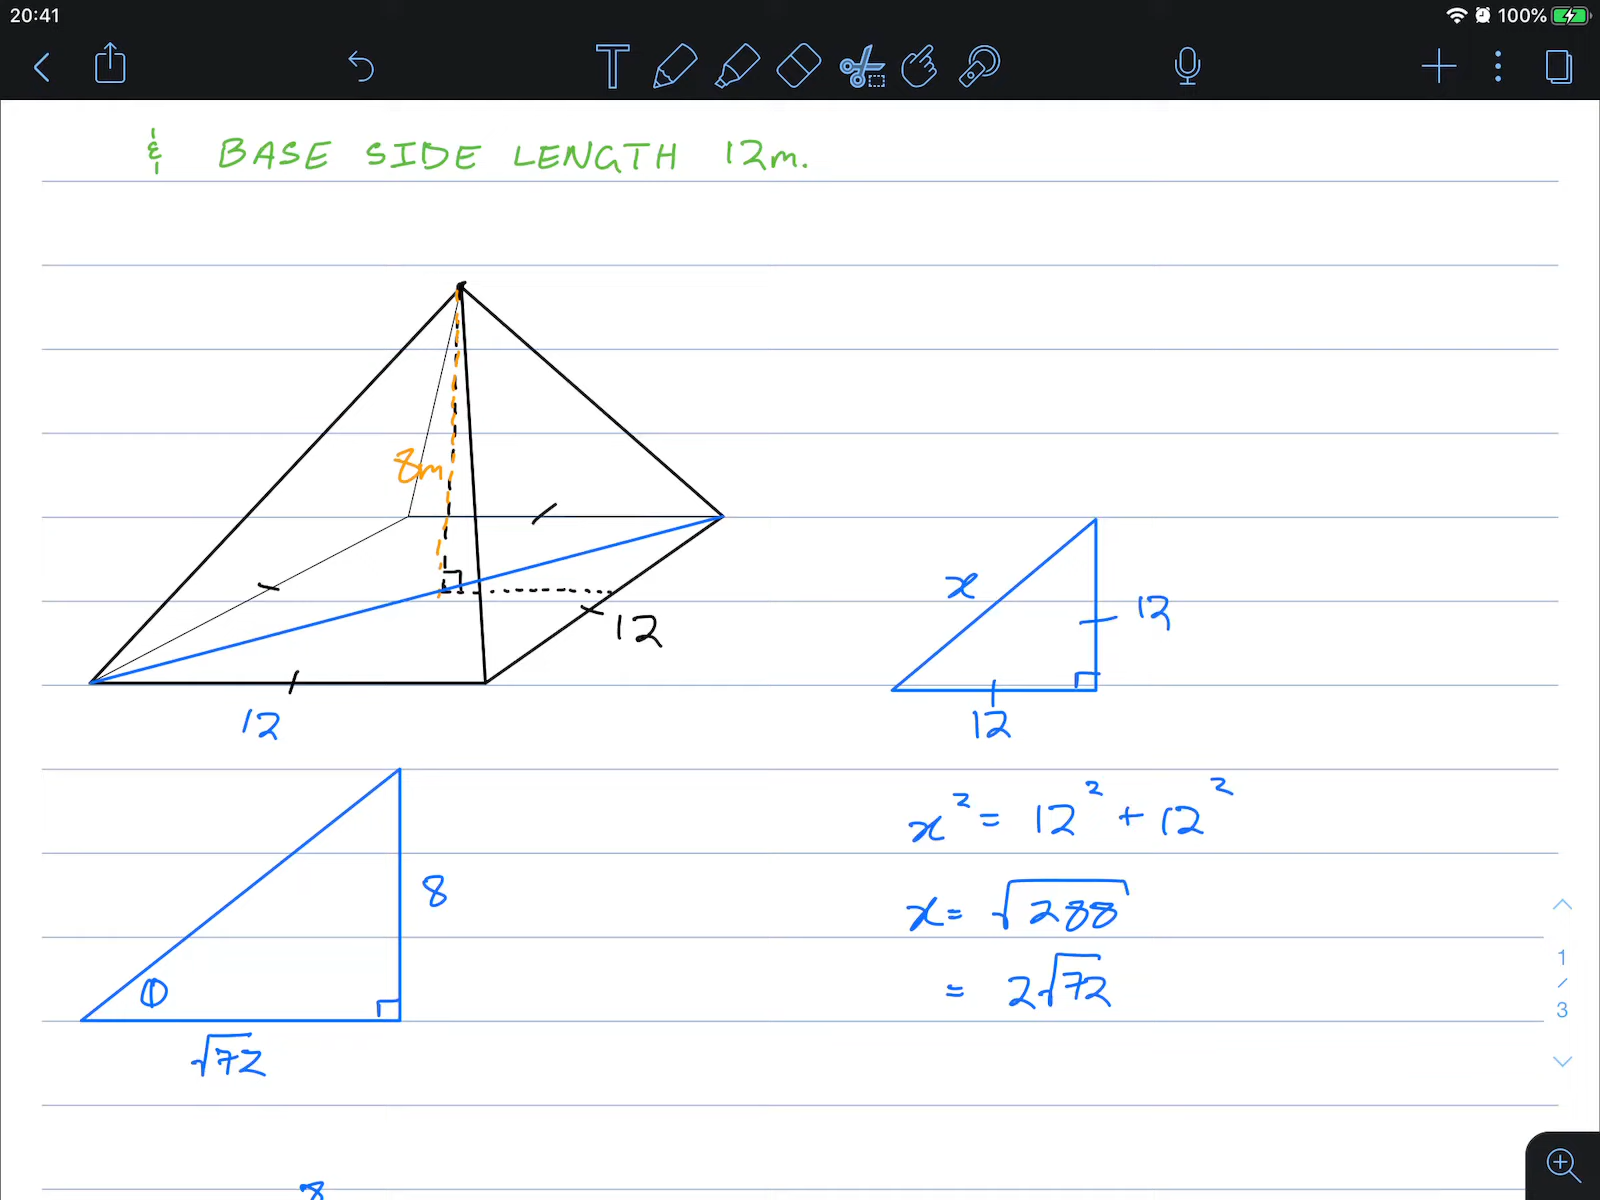 20:41 100%
& BASE SIDE LENGTH 12m.
8m
12
12
x
12
12
x² = 12² + 12²
x = √288
= 2√72
8
θ
√72
1
/
3
8